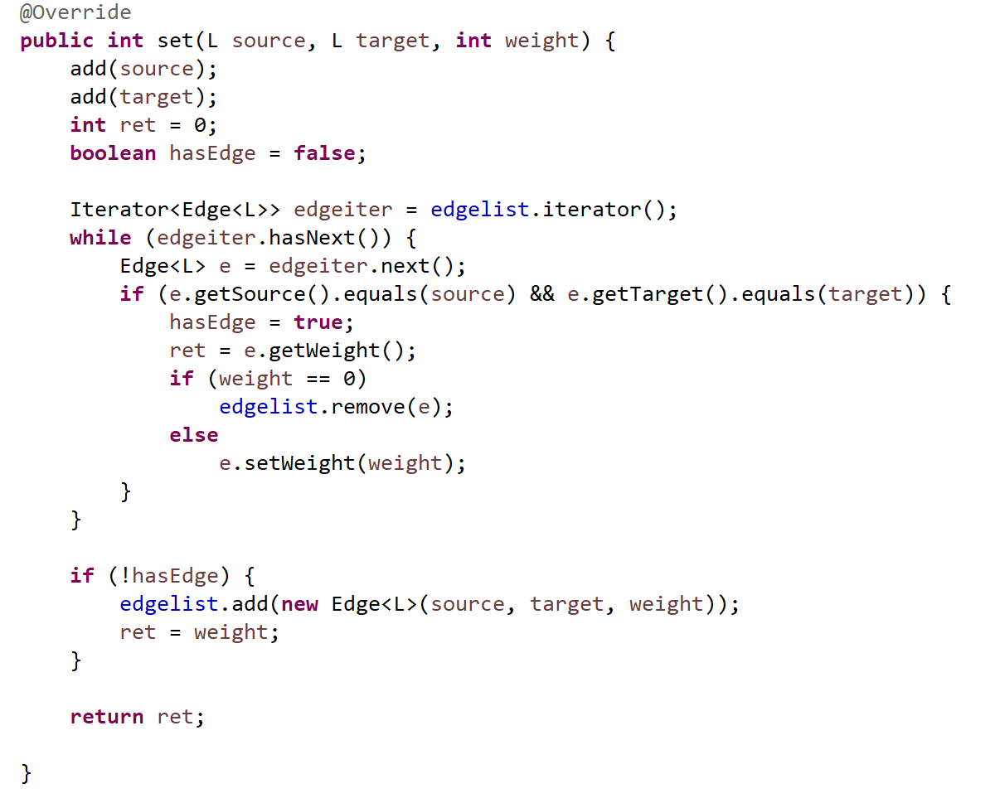 @Override
public int set(L source, L target, int weight) {
    add(source);
    add(target);
    int ret = 0;
    boolean hasEdge = false;

    Iterator<Edge<L>> edgeiter = edgelist.iterator();
    while (edgeiter.hasNext()) {
        Edge<L> e = edgeiter.next();
        if (e.getSource().equals(source) && e.getTarget().equals(target)) {
            hasEdge = true;
            ret = e.getWeight();
            if (weight == 0)
                edgelist.remove(e);
            else
                e.setWeight(weight);
        }
    }

    if (!hasEdge) {
        edgelist.add(new Edge<L>(source, target, weight));
        ret = weight;
    }

    return ret;

}